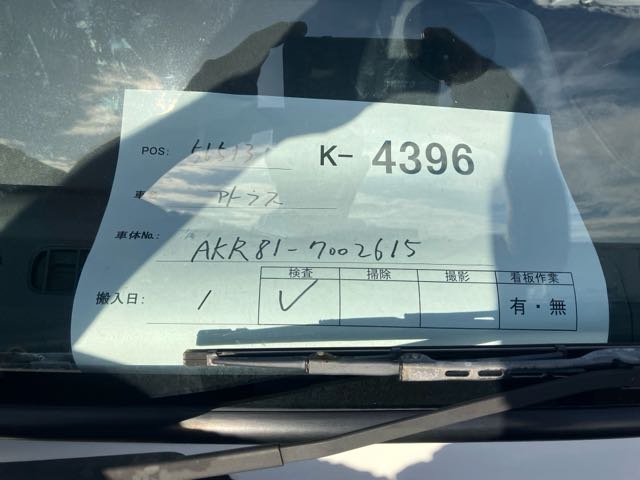 POS:
K- 4396
車 アトラス
車体No.: AKR81-7002615
検査 掃除 撮影 看板作業
搬入日: 1 ✓ 有・無